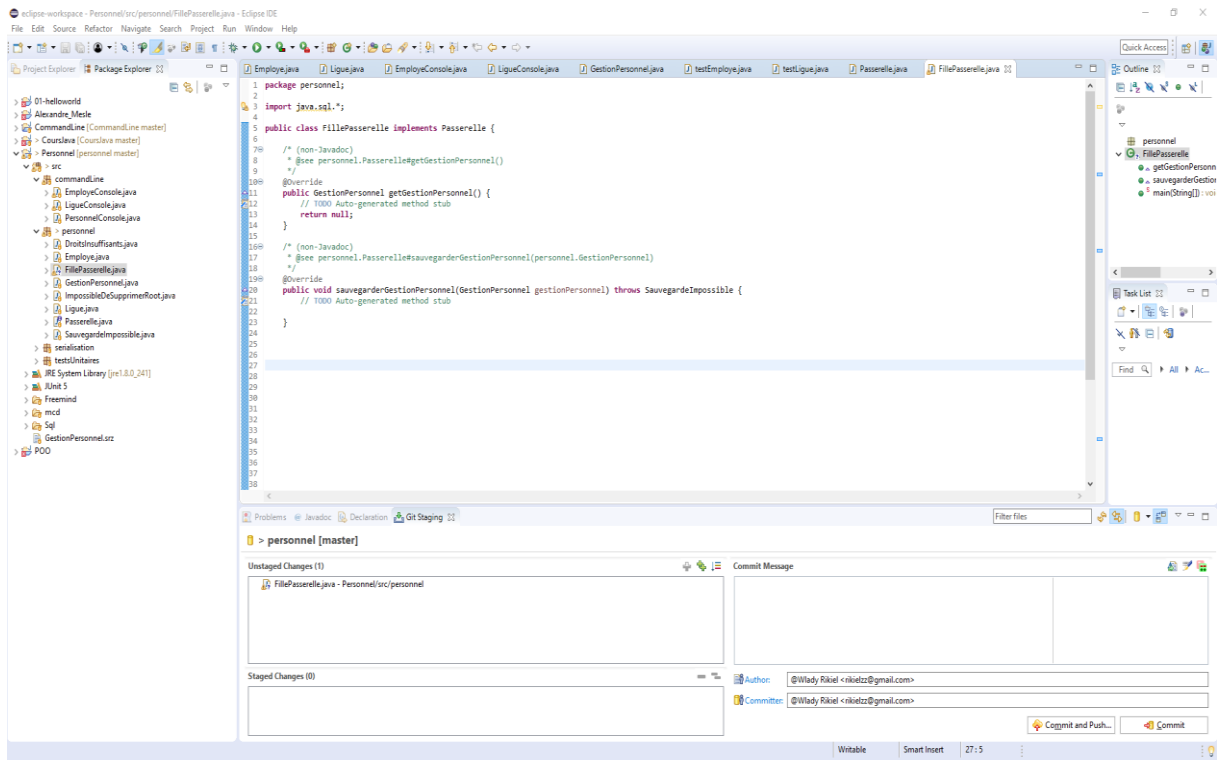 eclipse-workspace - Personnel/src/personnel/FillePasserelle.java - Eclipse IDE
File Edit Source Refactor Navigate Search Project Run Window Help
Quick Access
Project Explorer Package Explorer
01-helloworld
Alexandre_Mesle
CommandLine [CommandLine master]
> CoursJava [CoursJava master]
> Personnel [personnel master]
> src
commandLine
EmployeConsole.java
LigueConsole.java
PersonnelConsole.java
> personnel
DroitsInsuffisants.java
Employe.java
FillePasserelle.java
GestionPersonnel.java
ImpossibleDeSupprimerRoot.java
Ligue.java
Passerelle.java
SauvegardeImpossible.java
serialisation
testsUnitaires
JRE System Library [jre1.8.0_241]
JUnit 5
Freemind
mcd
Sql
GestionPersonnel.srz
POO
Employe.java Ligue.java EmployeConsole.java LigueConsole.java GestionPersonnel.java testEmploye.java testLigue.java Passerelle.java FillePasserelle.java
1 package personnel;
2
3 import java.sql.*;
4
5 public class FillePasserelle implements Passerelle {
6
7 /* (non-Javadoc)
8 * @see personnel.Passerelle#getGestionPersonnel()
9 */
10 @Override
11 public GestionPersonnel getGestionPersonnel() {
12 // TODO Auto-generated method stub
13 return null;
14 }
15
16 /* (non-Javadoc)
17 * @see personnel.Passerelle#sauvegarderGestionPersonnel(personnel.GestionPersonnel)
18 */
19 @Override
20 public void sauvegarderGestionPersonnel(GestionPersonnel gestionPersonnel) throws SauvegardeImpossible {
21 // TODO Auto-generated method stub
22
23 }
24
25
26
27
28
29
30
31
32
33
34
35
36
37
38
Outline
personnel
FillePasserelle
getGestionPersonn
sauvegarderGestior
main(String[]) : voi
Task List
Find All Ac...
Problems Javadoc Declaration Git Staging
Filter files
> personnel [master]
Unstaged Changes (1)
FillePasserelle.java - Personnel/src/personnel
Staged Changes (0)
Commit Message
Author: @Wlady Rikiel <rikielzz@gmail.com>
Committer: @Wlady Rikiel <rikielzz@gmail.com>
Commit and Push... Commit
Writable Smart Insert 27 : 5